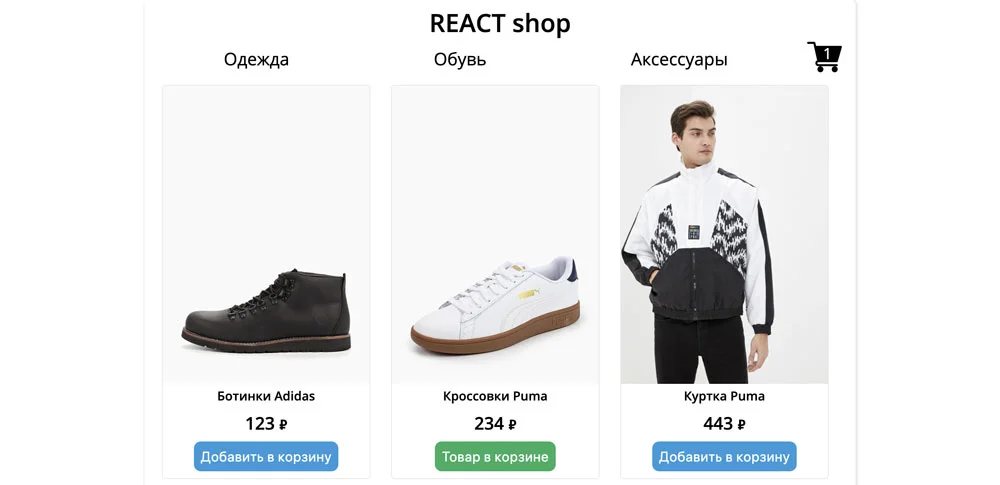 REACT shop
Одежда Обувь Аксессуары 1
Ботинки Adidas Кроссовки Puma Куртка Puma
123 ₽ 234 ₽ 443 ₽
Добавить в корзину Товар в корзине Добавить в корзину